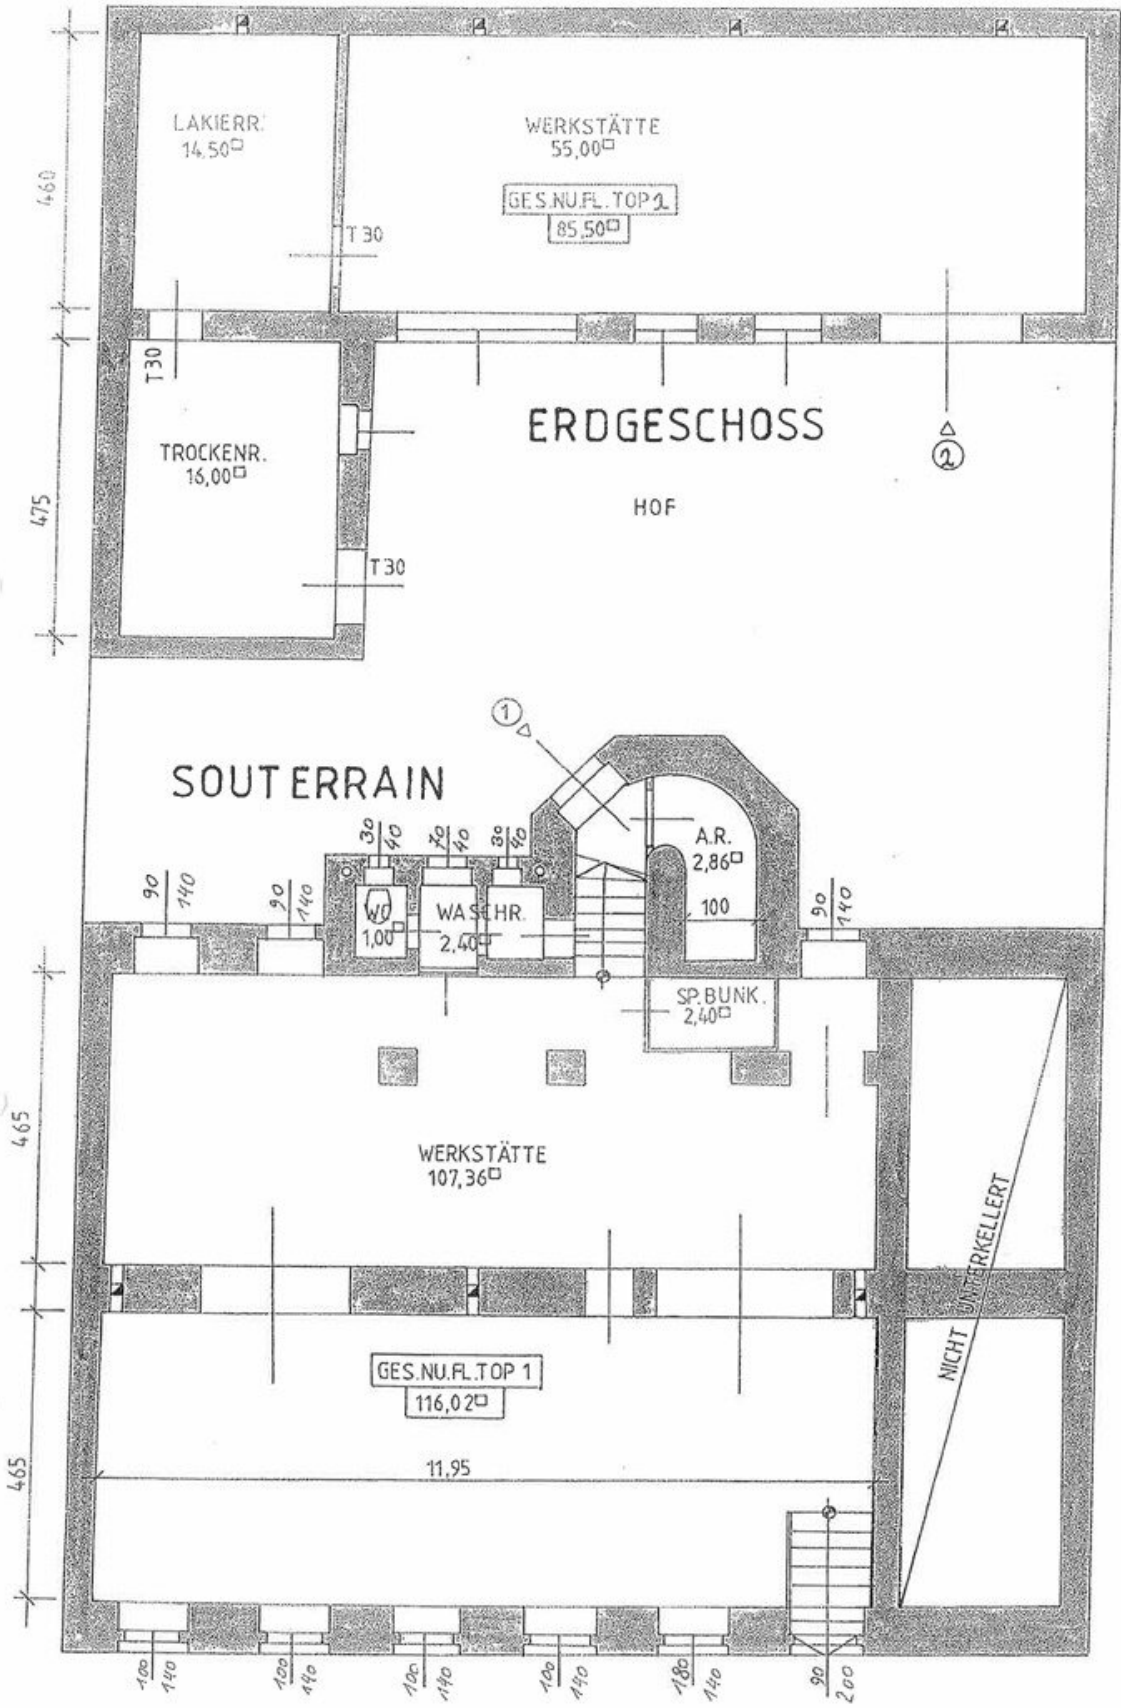 LAKIERR.
14,50□
WERKSTÄTTE
55,00□
GES.NU.FL.TOP 2
85,50□
460
T 30
T 30
475
TROCKENR.
16,00□
T 30
ERDGESCHOSS
2
HOF
1
SOUTERRAIN
30
40
70
40
30
40
A.R.
2,86□
100
90
140
90
140
90
140
WC
1,00□
WASCHR.
2,40□
SP.BUNK.
2,40□
465
WERKSTÄTTE
107,36□
NICHT UNTERKELLERT
GES.NU.FL.TOP 1
116,02□
465
11,95
100
140
100
140
100
140
100
140
180
140
90
200